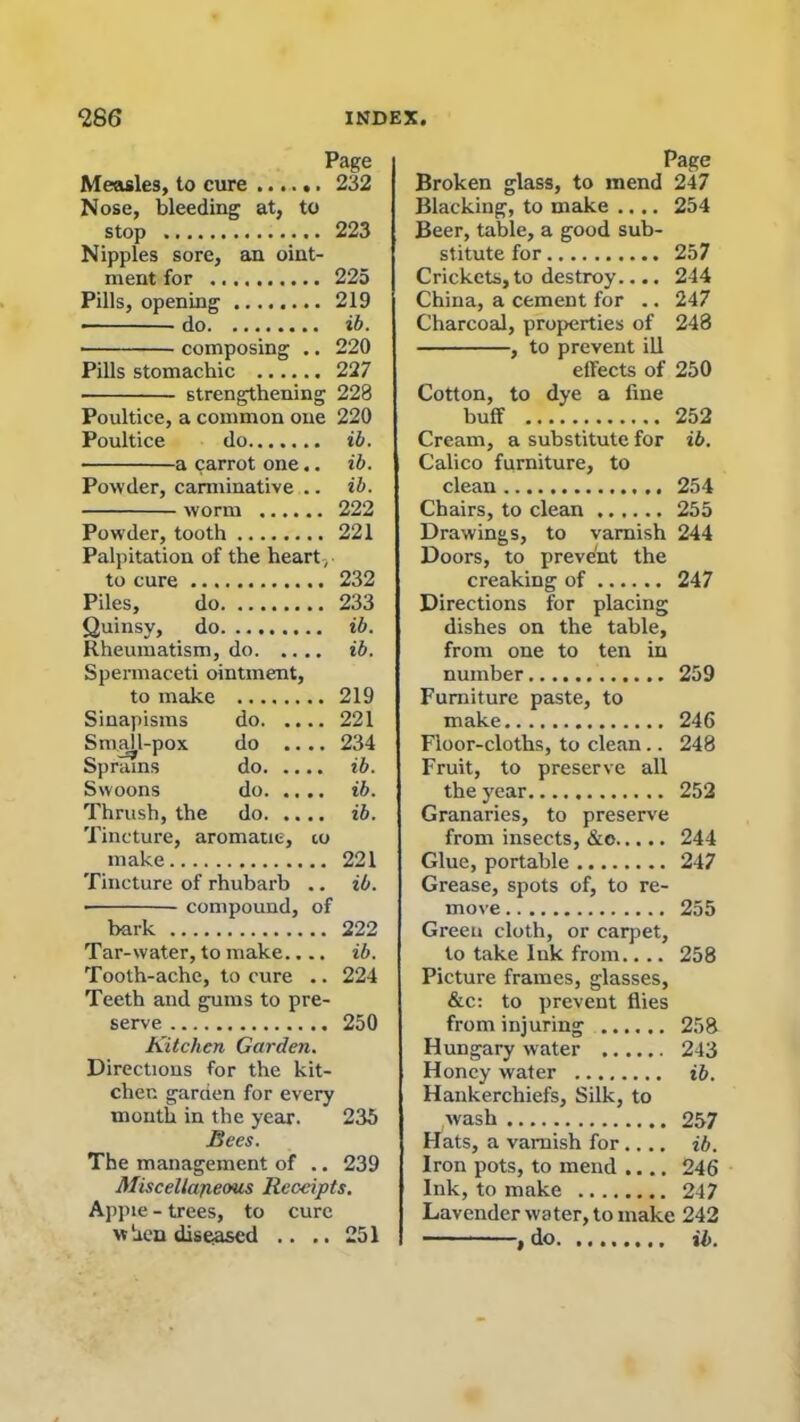 286 INDEX.
Page
Measles, to cure ...... 232
Nose, bleeding at, to
stop .............. 223
Nipples sore, an oint-
ment for ........... 225
Pills, opening ......... 219
——— do. ......... ib.
——— composing .. 220
Pills stomachic ...... 227
——— strengthening 228
Poultice, a common one 220
Poultice do....... ib.
———a carrot one.. ib.
Powder, carminative .. ib.
——— worm ...... 222
Powder, tooth ......... 221
Palpitation of the heart,
to cure ............. 232
Piles, do. ......... 233
Quinsy, do. ......... ib.
Rheumatism, do. ..... ib.
Spermaceti ointment,
to make ......... 219
Sinapisms do. ..... 221
Small-pox do .... 234
Sprains do. ..... ib.
Swoons do. ..... ib.
Thrush, the do. ..... ib.
Tincture, aromatic, to
make............... 221
Tincture of rhubarb .. ib.
——— compound, of
bark .............. 222
Tar-water, to make.... ib.
Tooth-ache, to cure .. 224
Teeth and gums to pre-
serve .............. 250
Kitchen Garden.
Directions for the kit-
chen garden for every
month in the year. 235
Bees.
The management of .. 239
Miscellaneous Receipts.
Appie-trees, to cure
when diseased .. .. 251
Page
Broken glass, to mend 247
Blacking, to make .... 254
Beer, table, a good sub-
stitute for........... 257
Crickets, to destroy.... 244
China, a cement for .. 247
Charcoal, properties of 248
———, to prevent ill
effects of 250
Cotton, to dye a fine
buff .............. 252
Cream, a substitute for ib.
Calico furniture, to
clean .............. 254
Chairs, to clean ...... 255
Drawings, to varnish 244
Doors, to prevent the
creaking of ...... 247
Directions for placing
dishes on the table,
from one to ten in
number............. 259
Furniture paste, to
make............... 246
Floor-cloths, to clean.. 248
Fruit, to preserve all
the year............. 252
Granaries, to preserve
from insects, &c..... 244
Glue, portable ......... 247
Grease, spots of, to re-
move............... 255
Green cloth, or carpet,
to take Ink from.... 258
Picture frames, glasses,
&c: to prevent flies
from injuring ...... 258
Hungary water ...... 243
Honey water ......... ib.
Hankerchiefs, Silk, to
wash ............... 257
Hats, a varnish for .... ib.
Iron pots, to mend .... 246
Ink, to make ......... 247
Lavender water, to make 242
———, do. ......... ib.